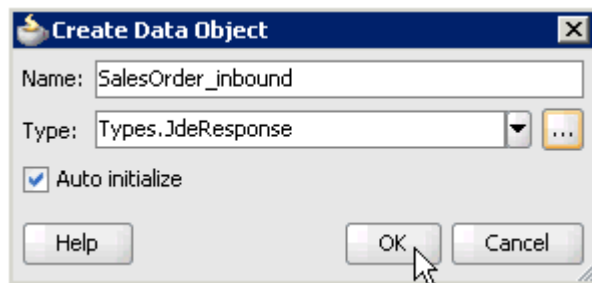 Create Data Object
Name: SalesOrder_inbound
Type: Types.JdeResponse ...
Auto initialize
Help OK Cancel